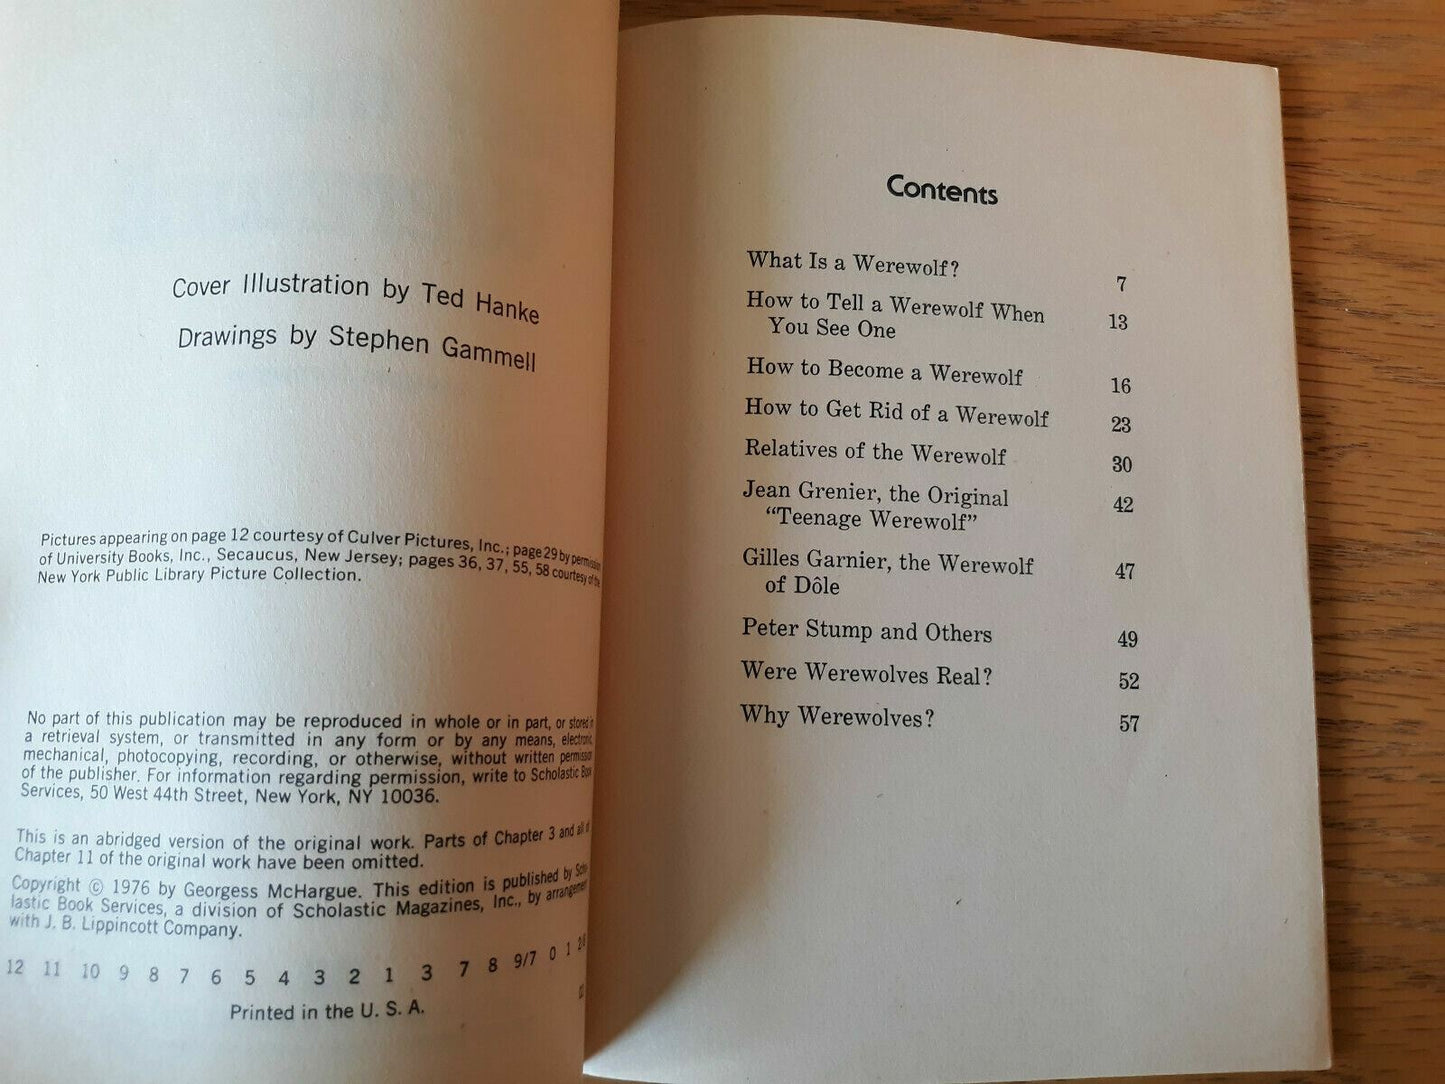 Cover Illustration by Ted Hanke
Drawings by Stephen Gammell
Pictures appearing on page 12 courtesy of Culver Pictures, Inc.; page 29 by permission
of University Books, Inc., Secaucus, New Jersey; pages 36, 37, 55, 58 courtesy of the
New York Public Library Picture Collection.
No part of this publication may be reproduced in whole or in part, or stored in
a retrieval system, or transmitted in any form or by any means, electronic,
mechanical, photocopying, recording, or otherwise, without written permission
of the publisher. For information regarding permission, write to Scholastic Book
Services, 50 West 44th Street, New York, NY 10036.
This is an abridged version of the original work. Parts of Chapter 3 and all of
Chapter 11 of the original work have been omitted.
Copyright © 1976 by Georgess McHargue. This edition is published by Scho-
lastic Book Services, a division of Scholastic Magazines, Inc., by arrangement
with J. B. Lippincott Company.
12 11 10 9 8 7 6 5 4 3 2 1 3 7 8 9/7 0 1
Printed in the U. S. A.
Contents
What Is a Werewolf? 7
How to Tell a Werewolf When 13
You See One
How to Become a Werewolf 16
How to Get Rid of a Werewolf 23
Relatives of the Werewolf 30
Jean Grenier, the Original 42
“Teenage Werewolf”
Gilles Garnier, the Werewolf 47
of Dôle
Peter Stump and Others 49
Were Werewolves Real? 52
Why Werewolves? 57